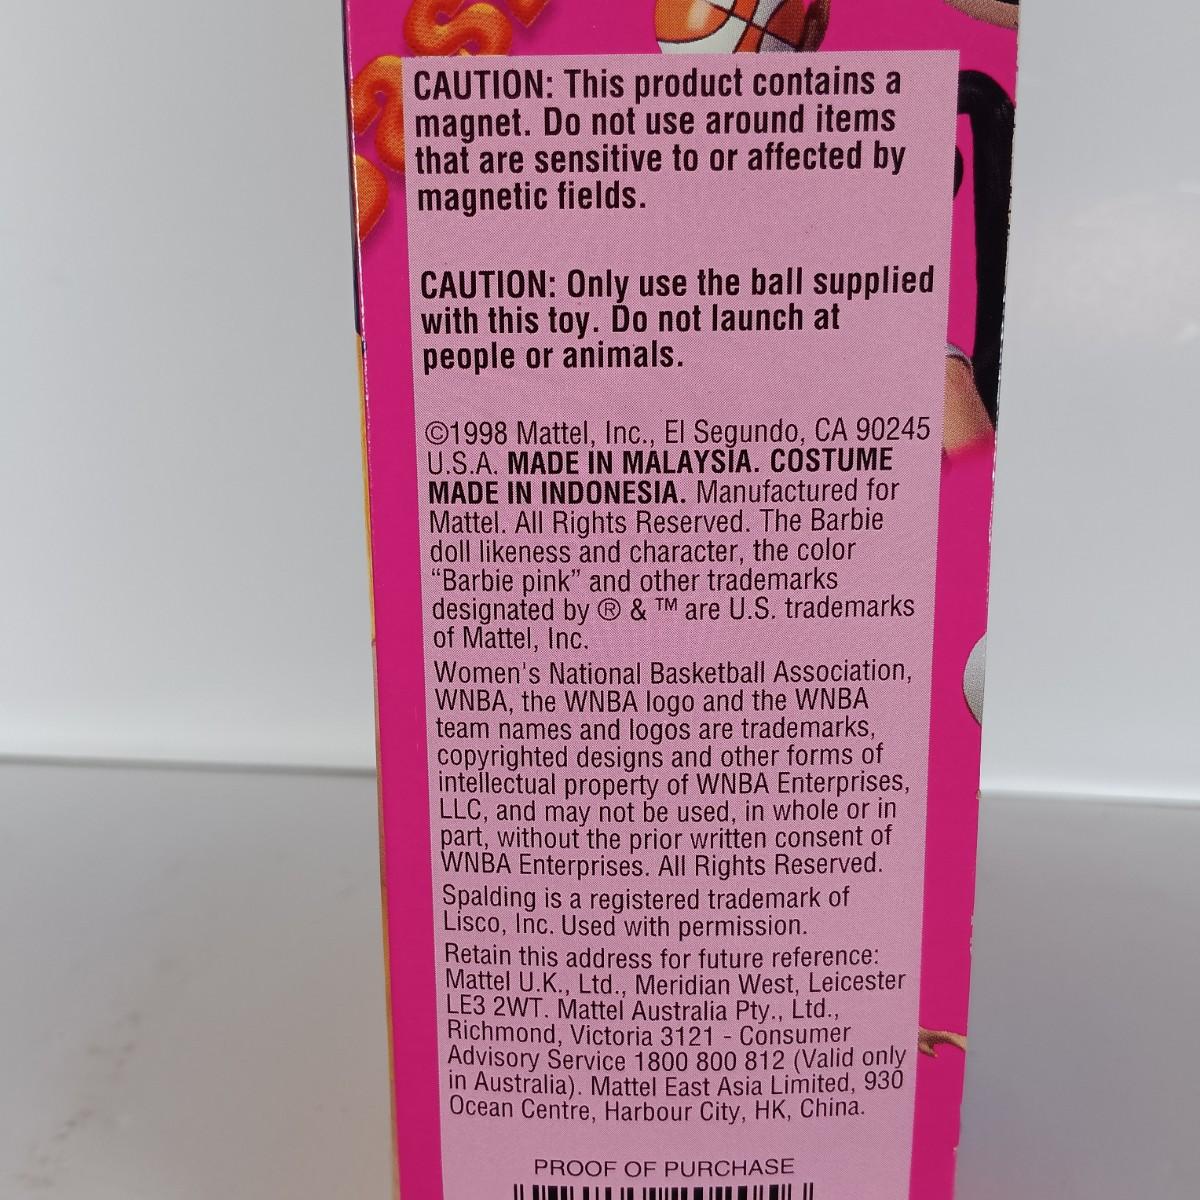 CAUTION: This product contains a
magnet. Do not use around items
that are sensitive to or affected by
magnetic fields.
CAUTION: Only use the ball supplied
with this toy. Do not launch at
people or animals.
©1998 Mattel, Inc., El Segundo, CA 90245
U.S.A. MADE IN MALAYSIA. COSTUME
MADE IN INDONESIA. Manufactured for
Mattel. All Rights Reserved. The Barbie
doll likeness and character, the color
“Barbie pink” and other trademarks
designated by ® & ™ are U.S. trademarks
of Mattel, Inc.
Women's National Basketball Association,
WNBA, the WNBA logo and the WNBA
team names and logos are trademarks,
copyrighted designs and other forms of
intellectual property of WNBA Enterprises,
LLC, and may not be used, in whole or in
part, without the prior written consent of
WNBA Enterprises. All Rights Reserved.
Spalding is a registered trademark of
Lisco, Inc. Used with permission.
Retain this address for future reference:
Mattel U.K., Ltd., Meridian West, Leicester
LE3 2WT. Mattel Australia Pty., Ltd.,
Richmond, Victoria 3121 - Consumer
Advisory Service 1800 800 812 (Valid only
in Australia). Mattel East Asia Limited, 930
Ocean Centre, Harbour City, HK, China.
PROOF OF PURCHASE